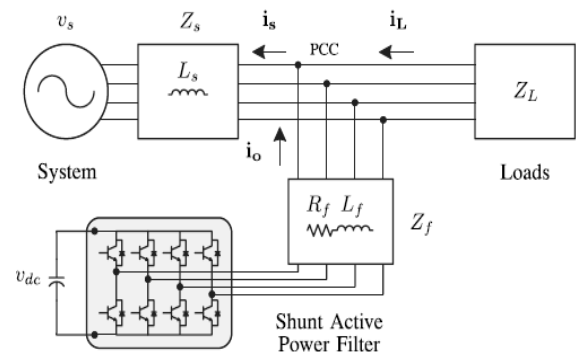 v_s
Z_s
i_s
PCC
i_L
L_s
Z_L
i_o
System
Loads
R_f L_f
Z_f
v_dc
Shunt Active
Power Filter